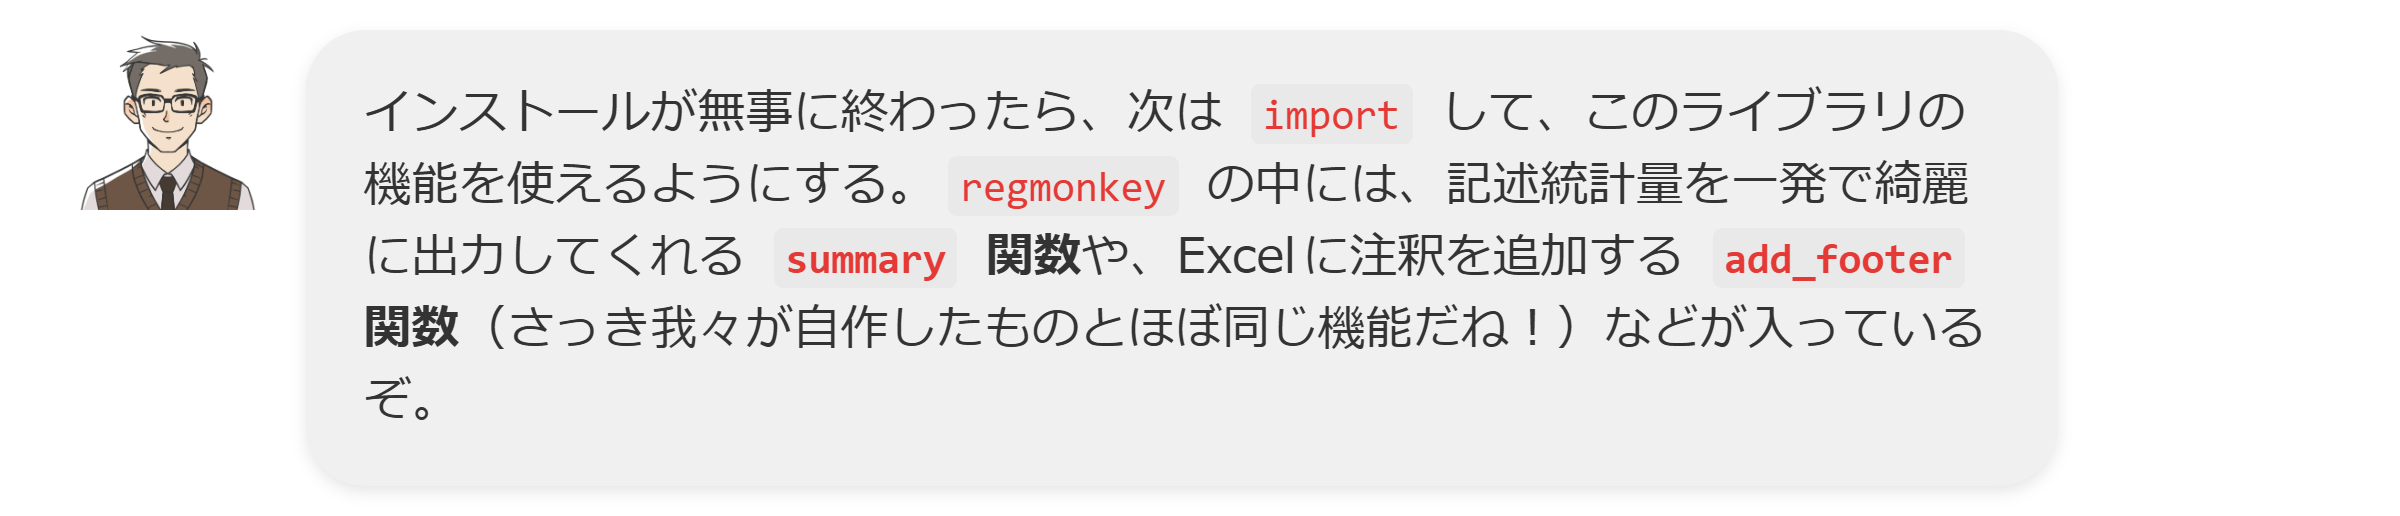 インストールが無事に終わったら、次は import して、このライブラリの
機能を使えるようにする。 regmonkey の中には、記述統計量を一発で綺麗
に出力してくれる summary 関数や、Excelに注釈を追加する add_footer
関数（さっき我々が自作したものとほぼ同じ機能だね！）などが入っている
ぞ。